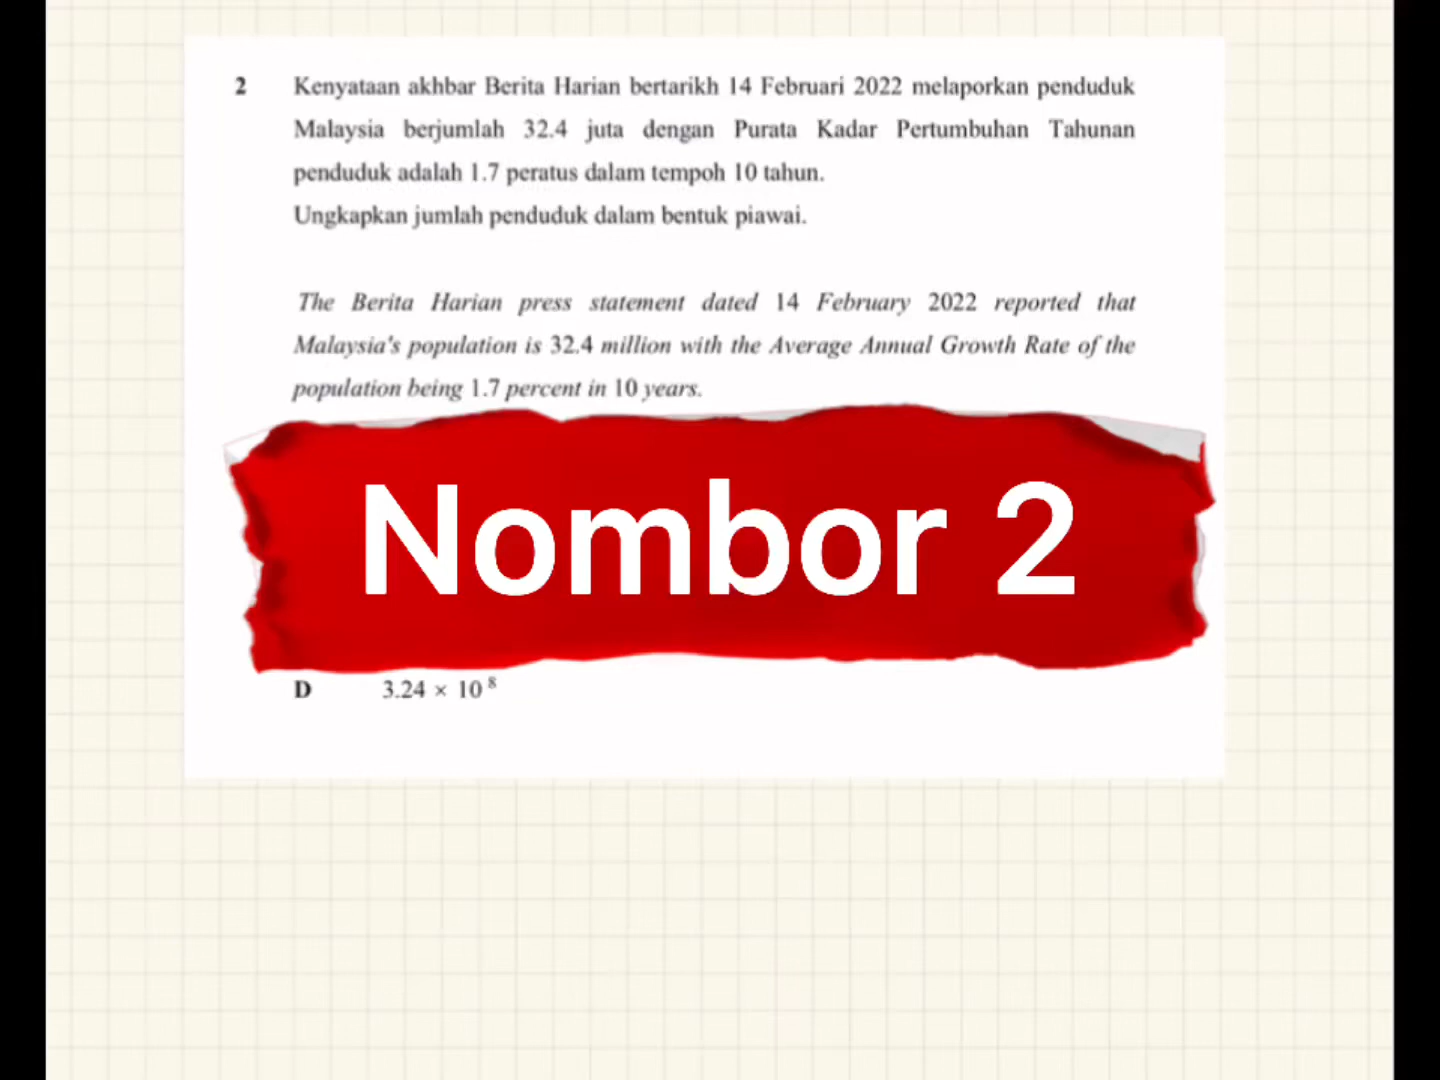 2 Kenyataan akhbar Berita Harian bertarikh 14 Februari 2022 melaporkan penduduk
Malaysia berjumlah 32.4 juta dengan Purata Kadar Pertumbuhan Tahunan
penduduk adalah 1.7 peratus dalam tempoh 10 tahun.
Ungkapkan jumlah penduduk dalam bentuk piawai.
The Berita Harian press statement dated 14 February 2022 reported that
Malaysia's population is 32.4 million with the Average Annual Growth Rate of the
population being 1.7 percent in 10 years.
Nombor 2
D 3.24 × 10⁸